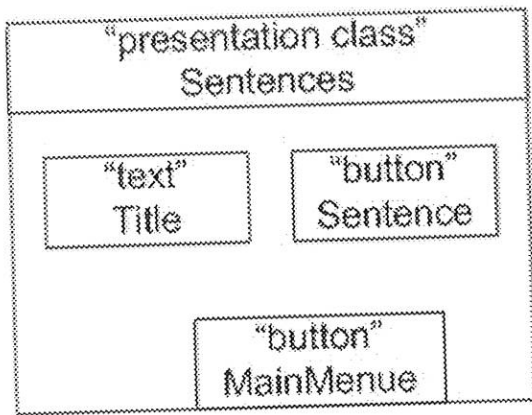 “presentation class”
Sentences
“text”
Title
“button”
Sentence
“button”
MainMenue